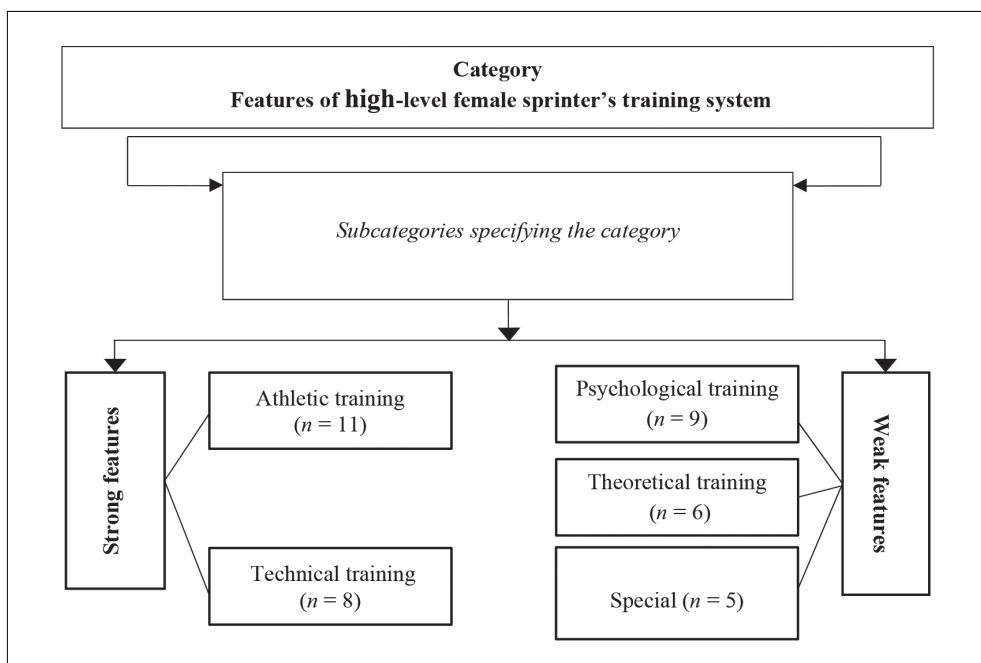 Category
Features of high-level female sprinter’s training system
Subcategories specifying the category
Strong features
Athletic training
(n = 11)
Technical training
(n = 8)
Psychological training
(n = 9)
Theoretical training
(n = 6)
Special (n = 5)
Weak features